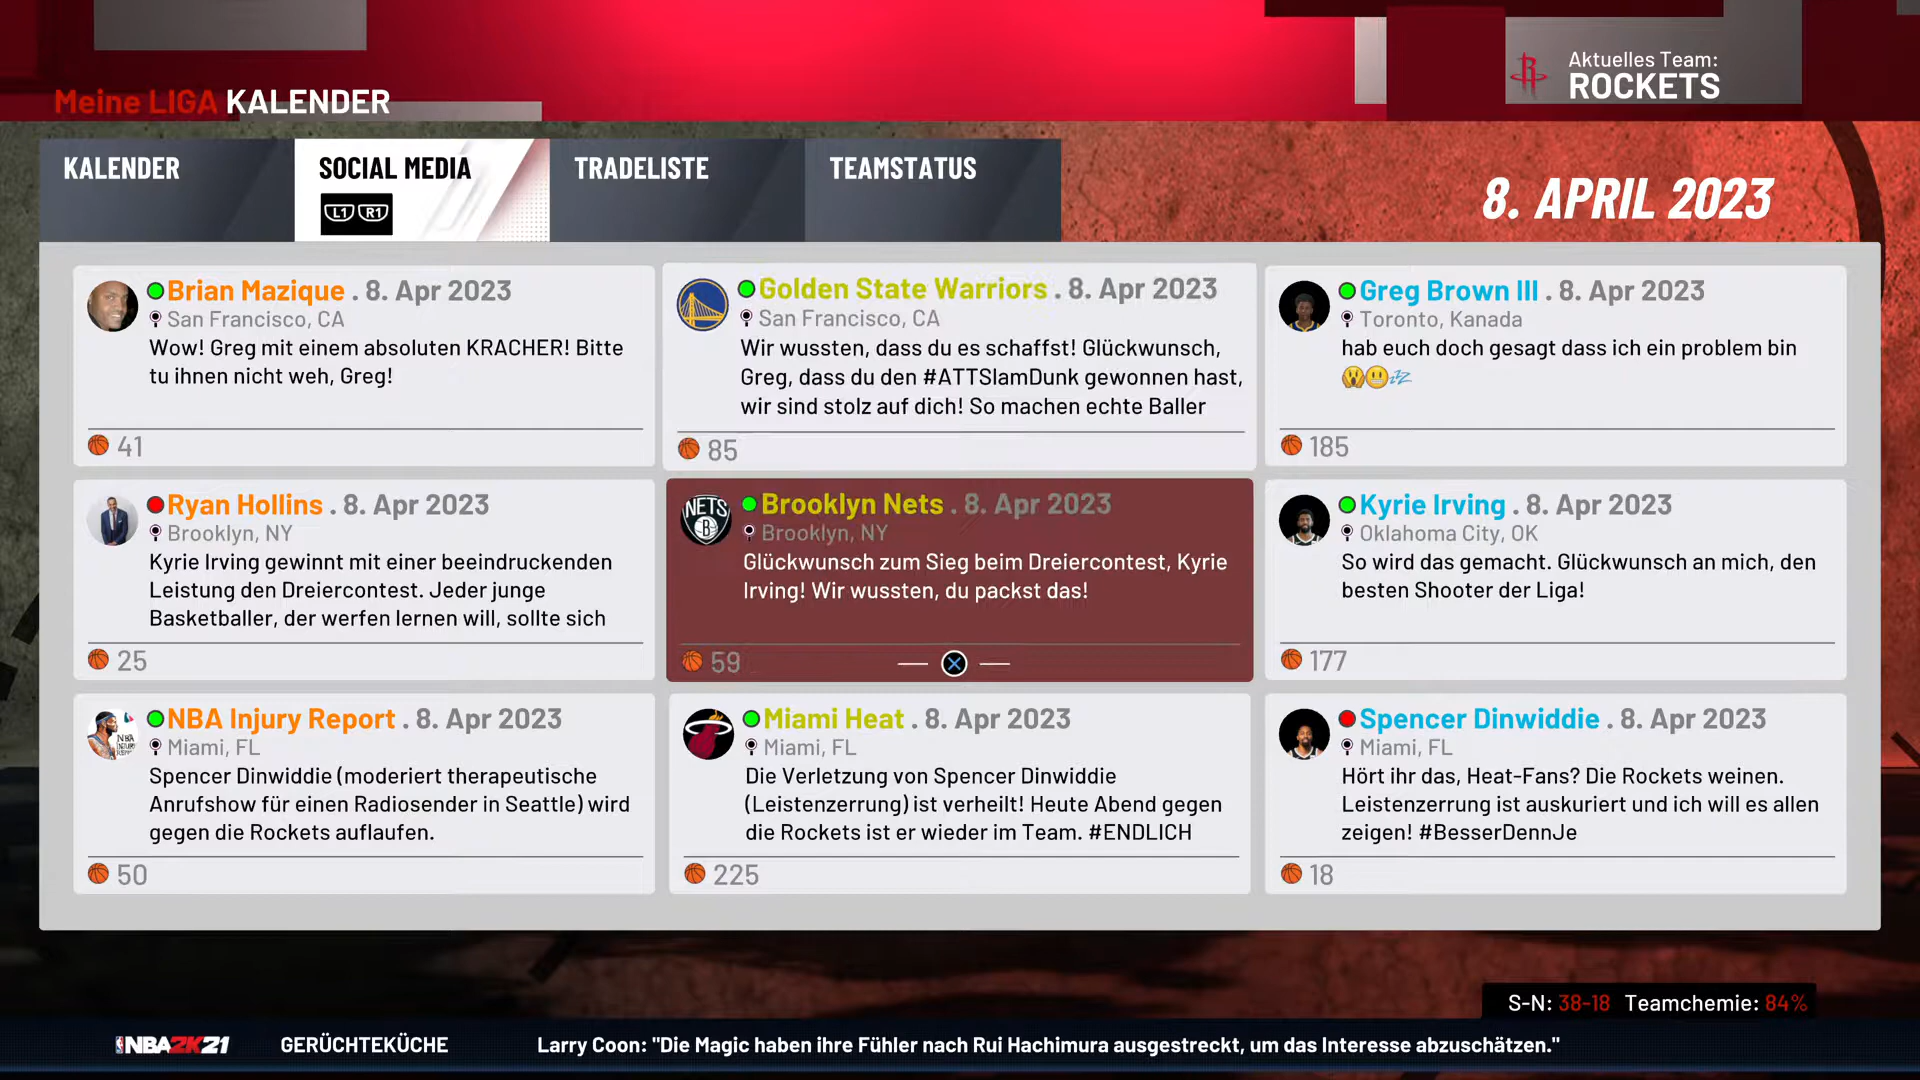 Meine LIGA KALENDER
Aktuelles Team:
ROCKETS
KALENDER
SOCIAL MEDIA
L1 R1
TRADELISTE
TEAMSTATUS
8. APRIL 2023
Brian Mazique . 8. Apr 2023
San Francisco, CA
Wow! Greg mit einem absoluten KRACHER! Bitte
tu ihnen nicht weh, Greg!
41
Golden State Warriors . 8. Apr 2023
San Francisco, CA
Wir wussten, dass du es schaffst! Glückwunsch,
Greg, dass du den #ATTSlamDunk gewonnen hast,
wir sind stolz auf dich! So machen echte Baller
85
Greg Brown III . 8. Apr 2023
Toronto, Kanada
hab euch doch gesagt dass ich ein problem bin
185
Ryan Hollins . 8. Apr 2023
Brooklyn, NY
Kyrie Irving gewinnt mit einer beeindruckenden
Leistung den Dreiercontest. Jeder junge
Basketballer, der werfen lernen will, sollte sich
25
NETS
B
Brooklyn Nets . 8. Apr 2023
Brooklyn, NY
Glückwunsch zum Sieg beim Dreiercontest, Kyrie
Irving! Wir wussten, du packst das!
59
Kyrie Irving . 8. Apr 2023
Oklahoma City, OK
So wird das gemacht. Glückwunsch an mich, den
besten Shooter der Liga!
177
NBA Injury Report . 8. Apr 2023
Miami, FL
Spencer Dinwiddie (moderiert therapeutische
Anrufshow für einen Radiosender in Seattle) wird
gegen die Rockets auflaufen.
50
Miami Heat . 8. Apr 2023
Miami, FL
Die Verletzung von Spencer Dinwiddie
(Leistenzerrung) ist verheilt! Heute Abend gegen
die Rockets ist er wieder im Team. #ENDLICH
225
Spencer Dinwiddie . 8. Apr 2023
Miami, FL
Hört ihr das, Heat-Fans? Die Rockets weinen.
Leistenzerrung ist auskuriert und ich will es allen
zeigen! #BesserDennJe
18
S-N: 38-18 Teamchemie: 84%
NBA2K21 GERÜCHTEKÜCHE Larry Coon: "Die Magic haben ihre Fühler nach Rui Hachimura ausgestreckt, um das Interesse abzuschätzen."